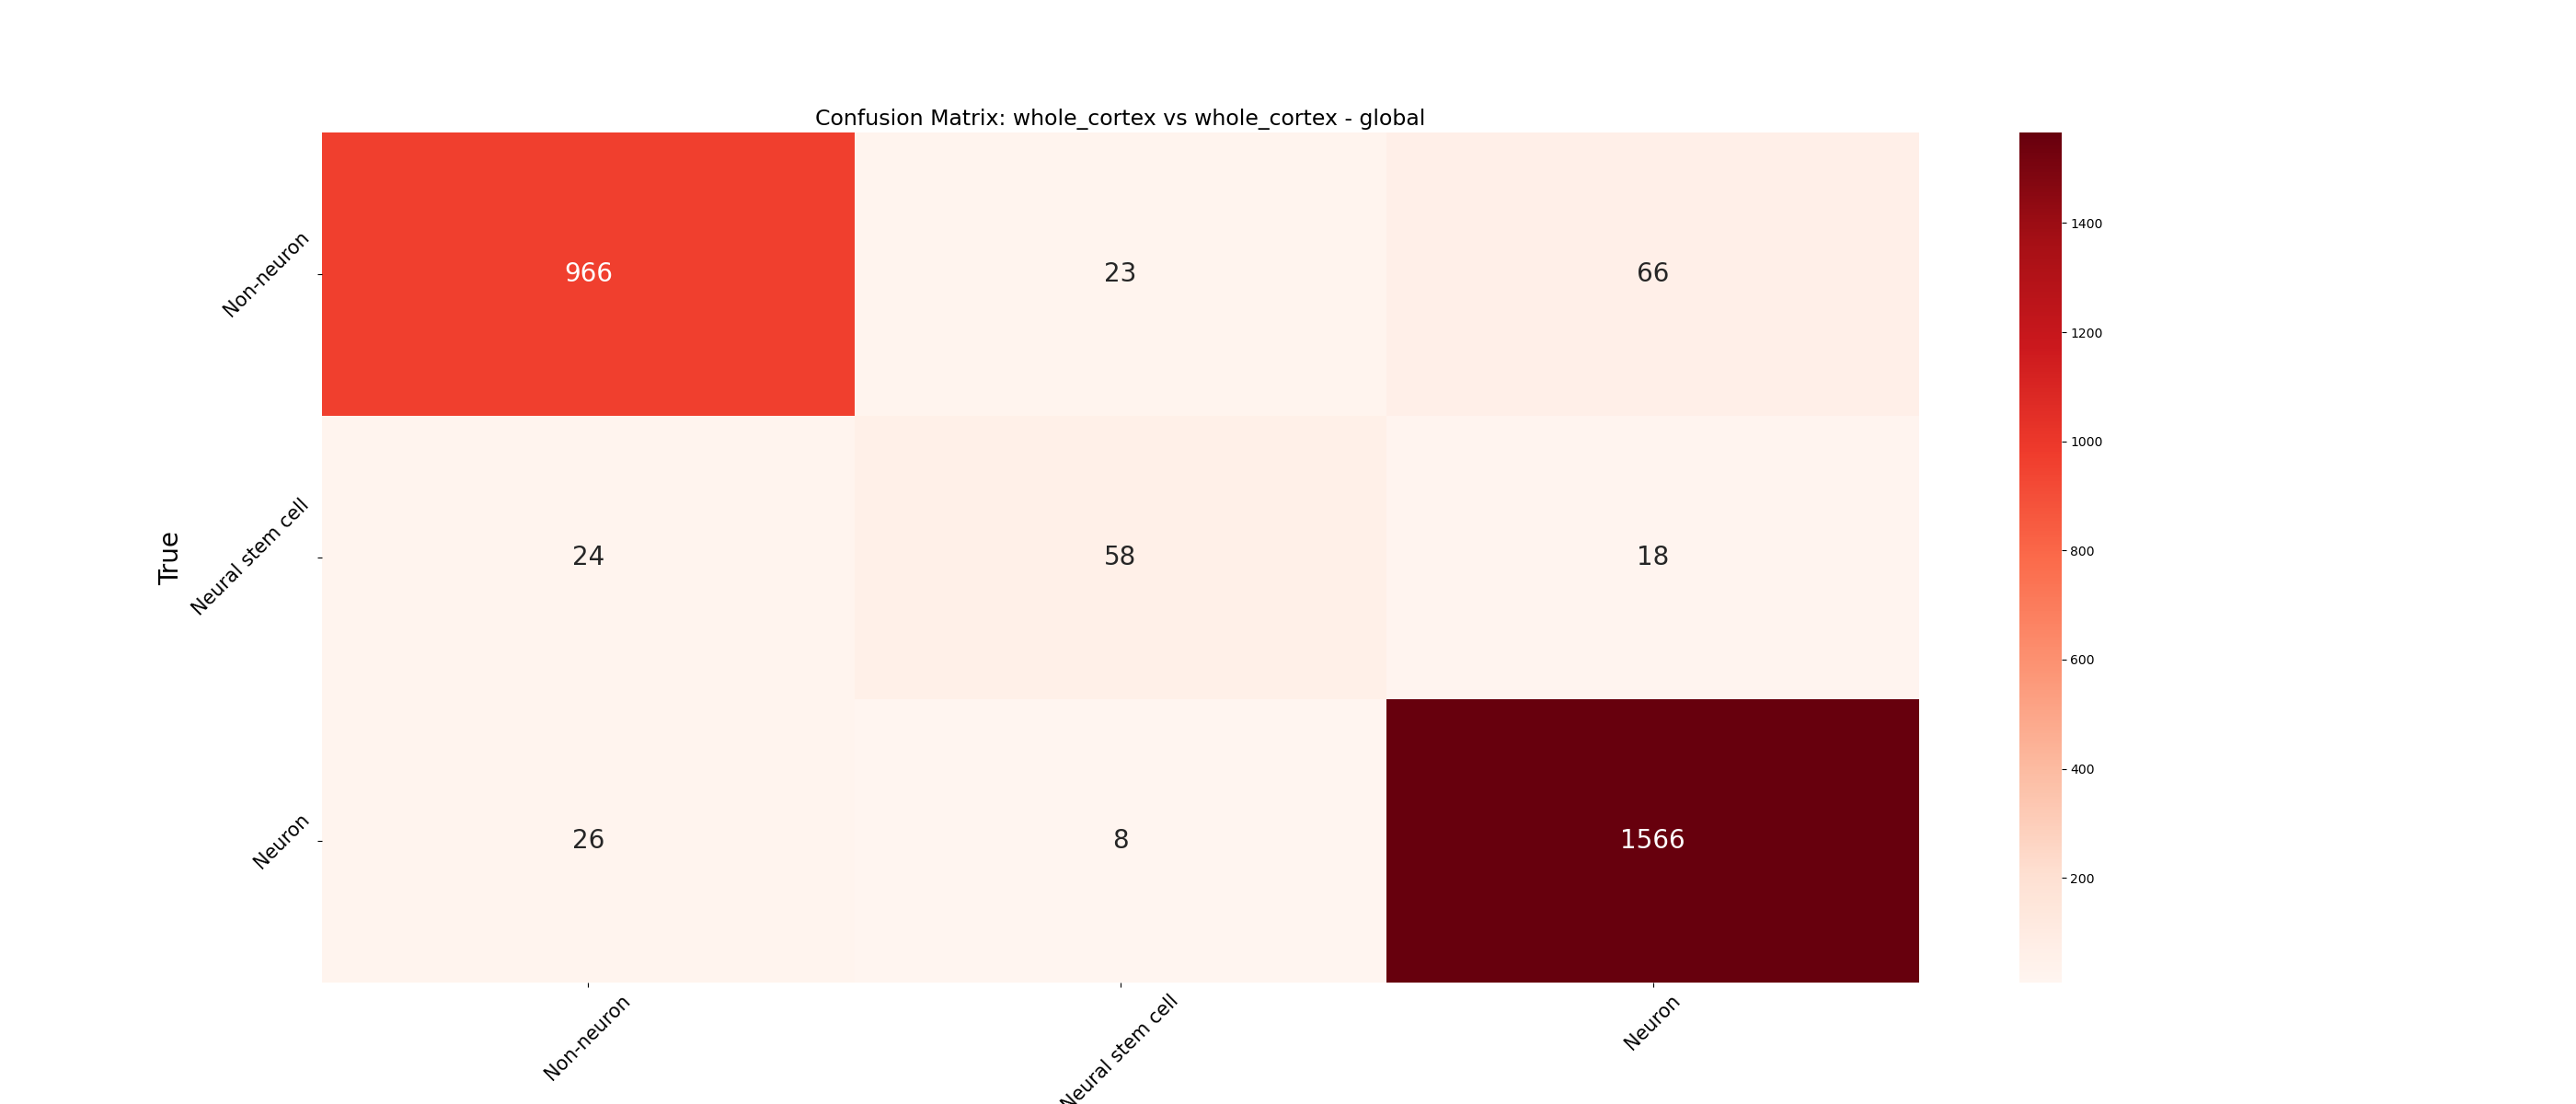 Confusion Matrix: whole_cortex vs whole_cortex - global
True
Non-neuron
966
23
66
Neural stem cell
24
58
18
Neuron
26
8
1566
Non-neuron
Neural stem cell
Neuron
1400
1200
1000
800
600
400
200